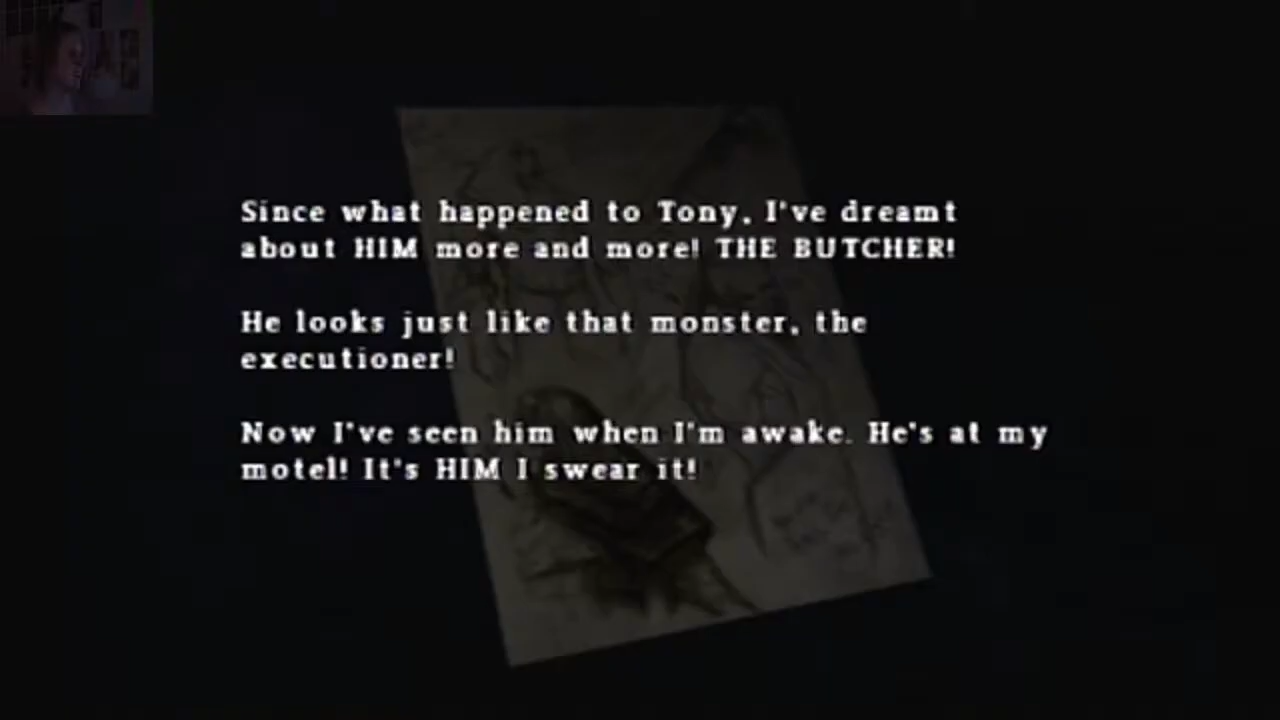 Since what happened to Tony, I've dreamt
about HIM more and more! THE BUTCHER!
He looks just like that monster, the
executioner!
Now I've seen him when I'm awake. He's at my
motel! It's HIM I swear it!